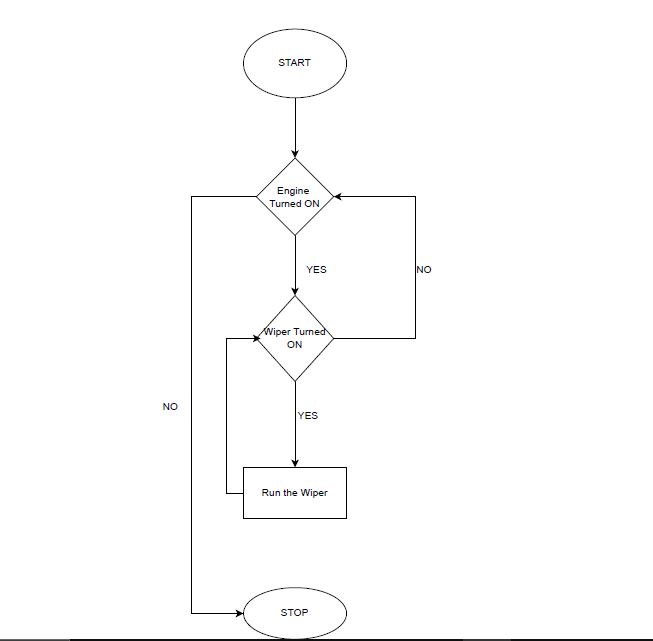 START
Engine
Turned ON
YES
NO
Wiper Turned
ON
NO
YES
Run the Wiper
STOP